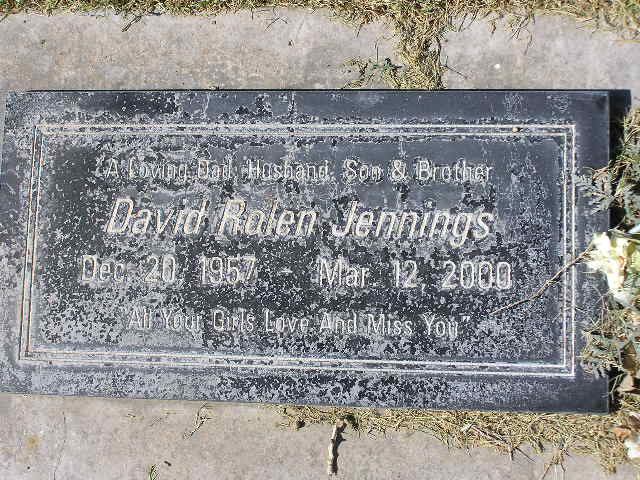 "A Loving Dad, Husband, Son & Brother
David Rolen Jennings
Dec. 20, 1957 - Mar. 12, 2000
All Your Girls Love And Miss You"